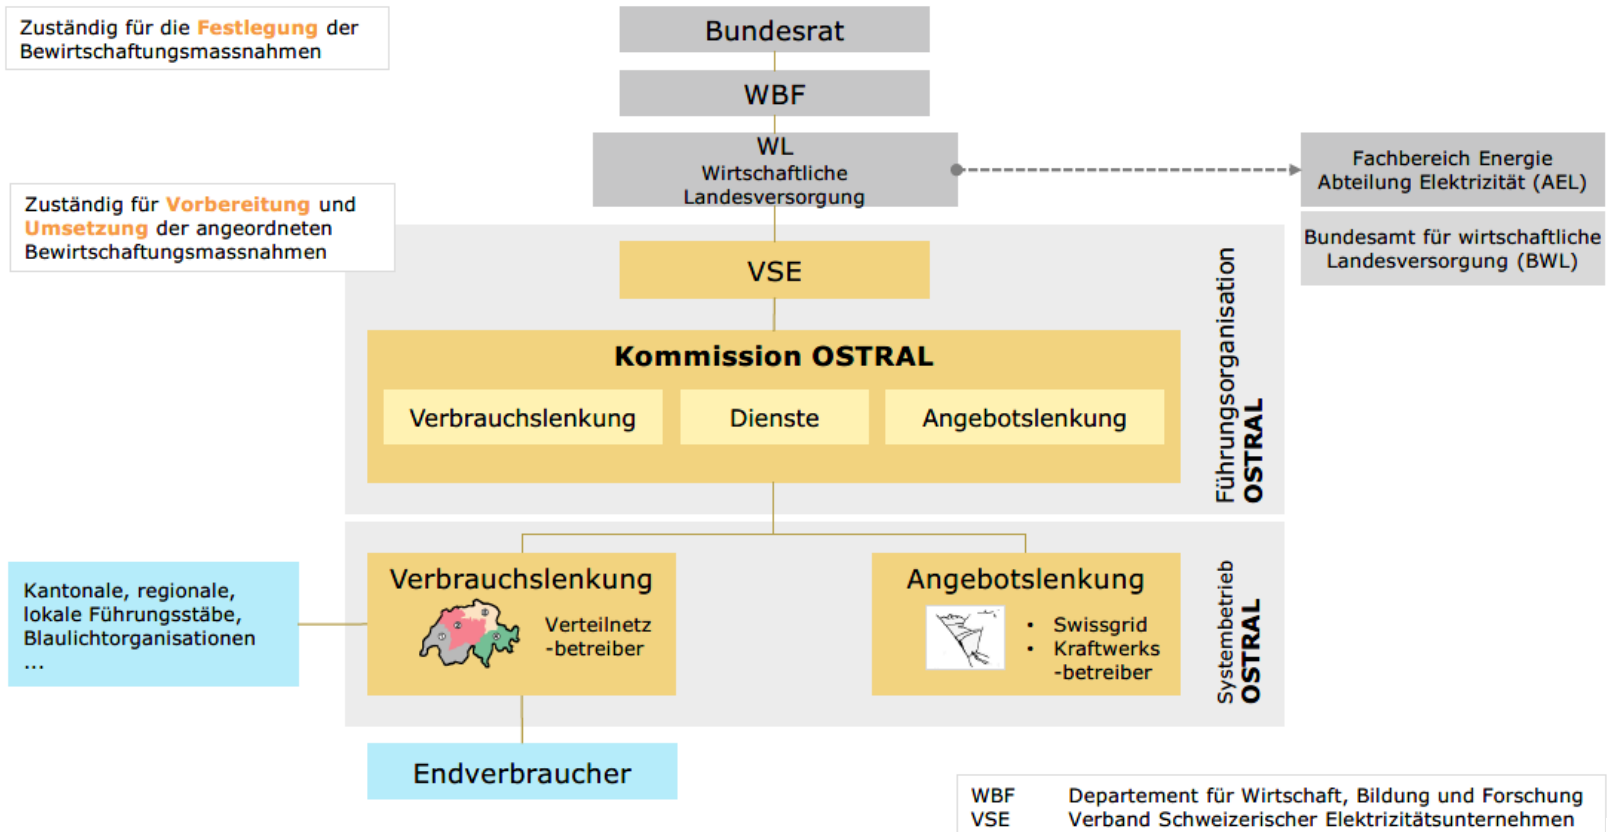 Zuständig für die Festlegung der
Bewirtschaftungsmassnahmen
Bundesrat
WBF
WL
Wirtschaftliche
Landesversorgung
Fachbereich Energie
Abteilung Elektrizität (AEL)
Bundesamt für wirtschaftliche
Landesversorgung (BWL)
Zuständig für Vorbereitung und
Umsetzung der angeordneten
Bewirtschaftungsmassnahmen
VSE
Kommission OSTRAL
Verbrauchslenkung
Dienste
Angebotslenkung
Führungsorganisation
OSTRAL
Kantonale, regionale,
lokale Führungsstäbe,
Blaulichtorganisationen
...
Verbrauchslenkung
Verteilnetz
-betreiber
Angebotslenkung
• Swissgrid
• Kraftwerks
-betreiber
Systembetrieb
OSTRAL
Endverbraucher
WBF Departement für Wirtschaft, Bildung und Forschung
VSE Verband Schweizerischer Elektrizitätsunternehmen